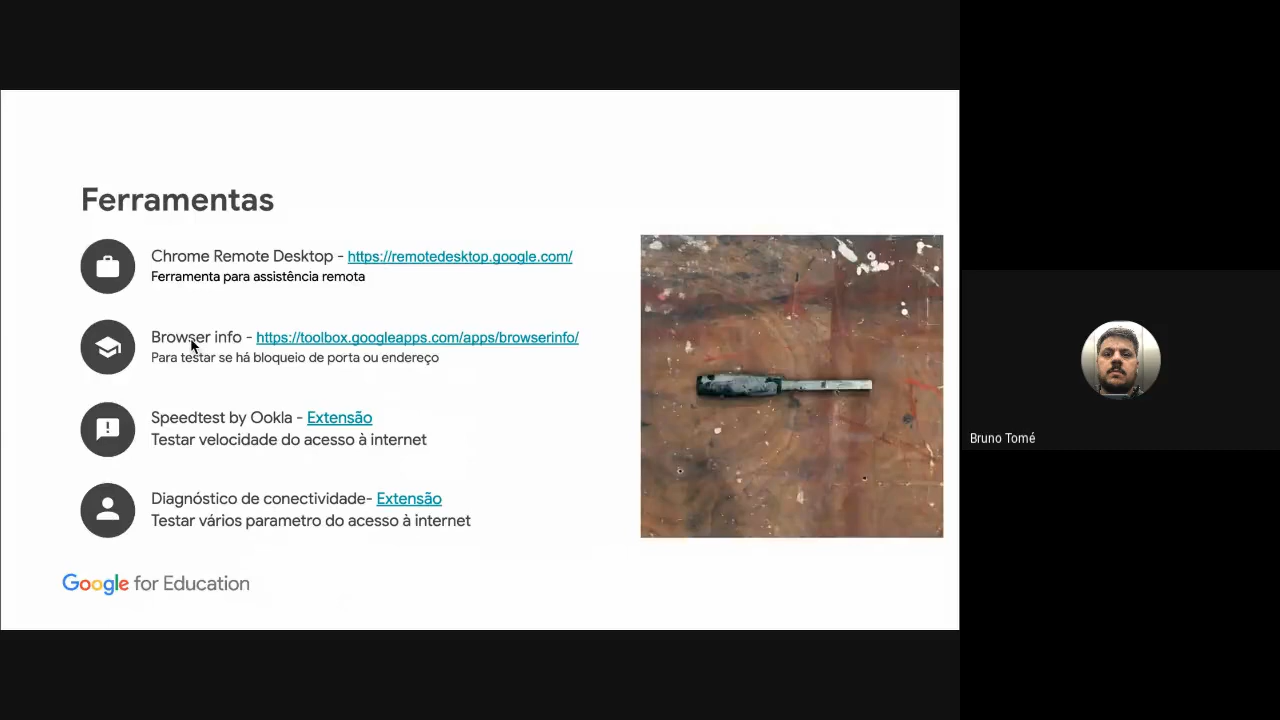 Ferramentas
Chrome Remote Desktop - https://remotedesktop.google.com/
Ferramenta para assistência remota
Browser info - https://toolbox.googleapps.com/apps/browserinfo/
Para testar se há bloqueio de porta ou endereço
Speedtest by Ookla - Extensão
Testar velocidade do acesso à internet
Diagnóstico de conectividade- Extensão
Testar vários parametro do acesso à internet
Google for Education
Bruno Tomé